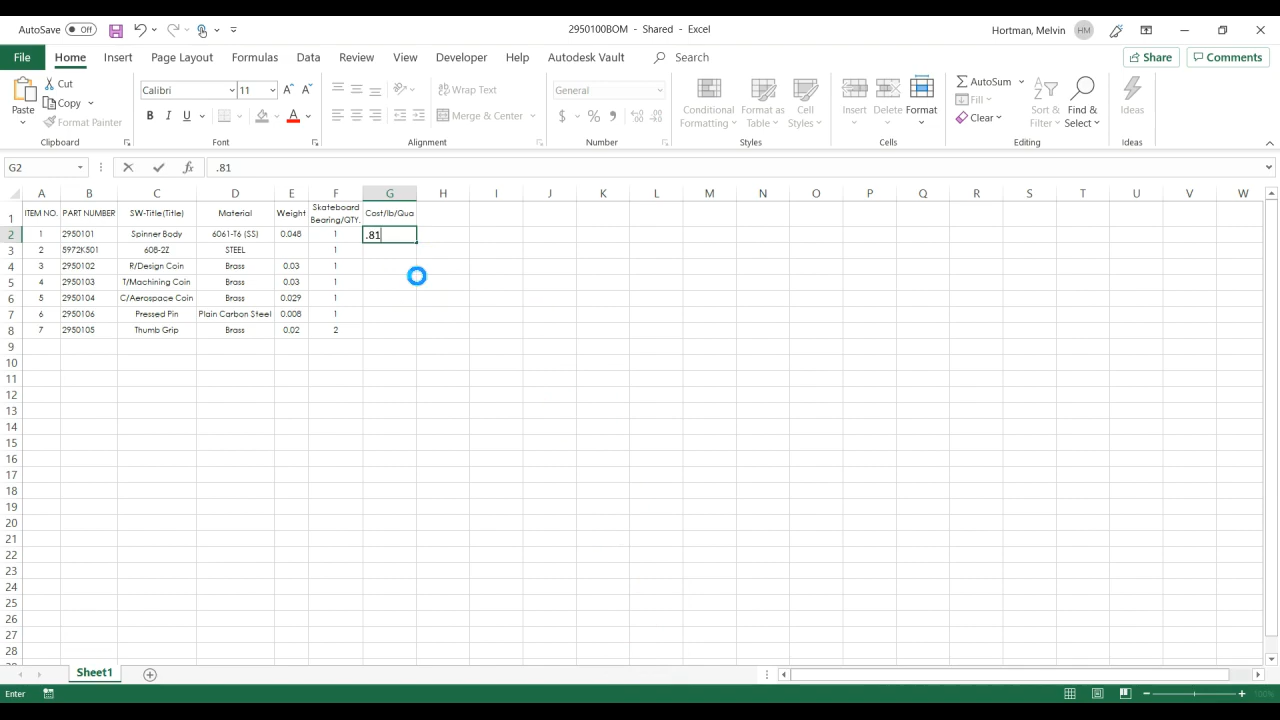 AutoSave Off 2950100BOM - Shared - Excel Hortman, Melvin HM
File Home Insert Page Layout Formulas Data Review View Developer Help Autodesk Vault Search Share Comments
Paste Cut Copy Format Painter
Calibri 11
B I U A
Wrap Text
Merge & Center
General
$ % ,
Conditional Formatting
Format as Table
Cell Styles
Insert Delete Format
AutoSum Fill Clear
Sort & Filter
Find & Select
Ideas
Clipboard Font Alignment Number Styles Cells Editing Ideas
G2 fx .81
A B C D E F G H I J K L M N O P Q R S T U V W
1 ITEM NO. PART NUMBER SW-Title(Title) Material Weight Skateboard Bearing/QTY. Cost/lb/Qua
2 1 2950101 Spinner Body 6061-T6 (SS) 0.048 1 .81
3 2 5972K501 608-2Z STEEL 1
4 3 2950102 R/Design Coin Brass 0.03 1
5 4 2950103 T/Machining Coin Brass 0.03 1
6 5 2950104 C/Aerospace Coin Brass 0.029 1
7 6 2950106 Pressed Pin Plain Carbon Steel 0.008 1
8 7 2950105 Thumb Grip Brass 0.02 2
9
10
11
12
13
14
15
16
17
18
19
20
21
22
23
24
25
26
27
28
Sheet1
Enter 100%